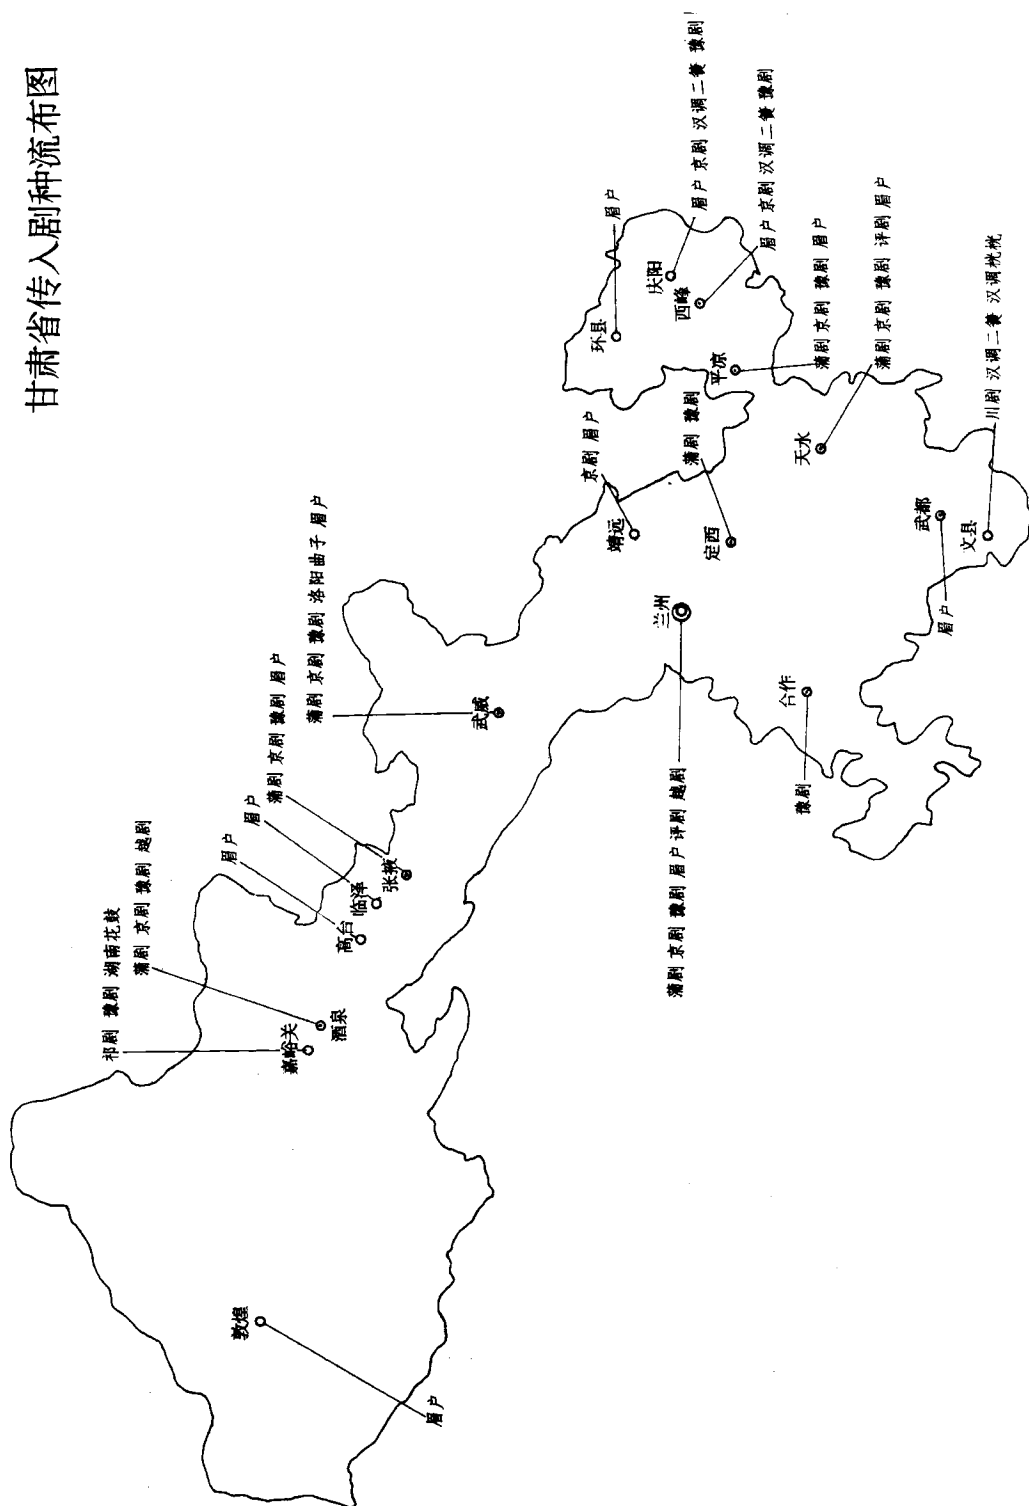 甘肃省传入剧种流布图
祁剧 豫剧 湖南花鼓
嘉峪关
蒲剧 京剧 豫剧 越剧
酒泉
眉户
高台
眉户
临泽
蒲剧 京剧 豫剧 眉户
张掖
蒲剧 京剧 豫剧 洛阳曲子 眉户
武威
敦煌
眉户
京剧 眉户
靖远
蒲剧 豫剧
定西
兰州
蒲剧 京剧 豫剧 眉户 评剧 越剧
合作
豫剧
眉户
环县
眉户 京剧 汉调二簧 豫剧
庆阳
眉户 京剧 汉调二簧 豫剧
西峰
平凉
蒲剧 京剧 豫剧 眉户
天水
蒲剧 京剧 豫剧 评剧 眉户
武都
眉户
文县
川剧 汉调二簧 汉调桄桄